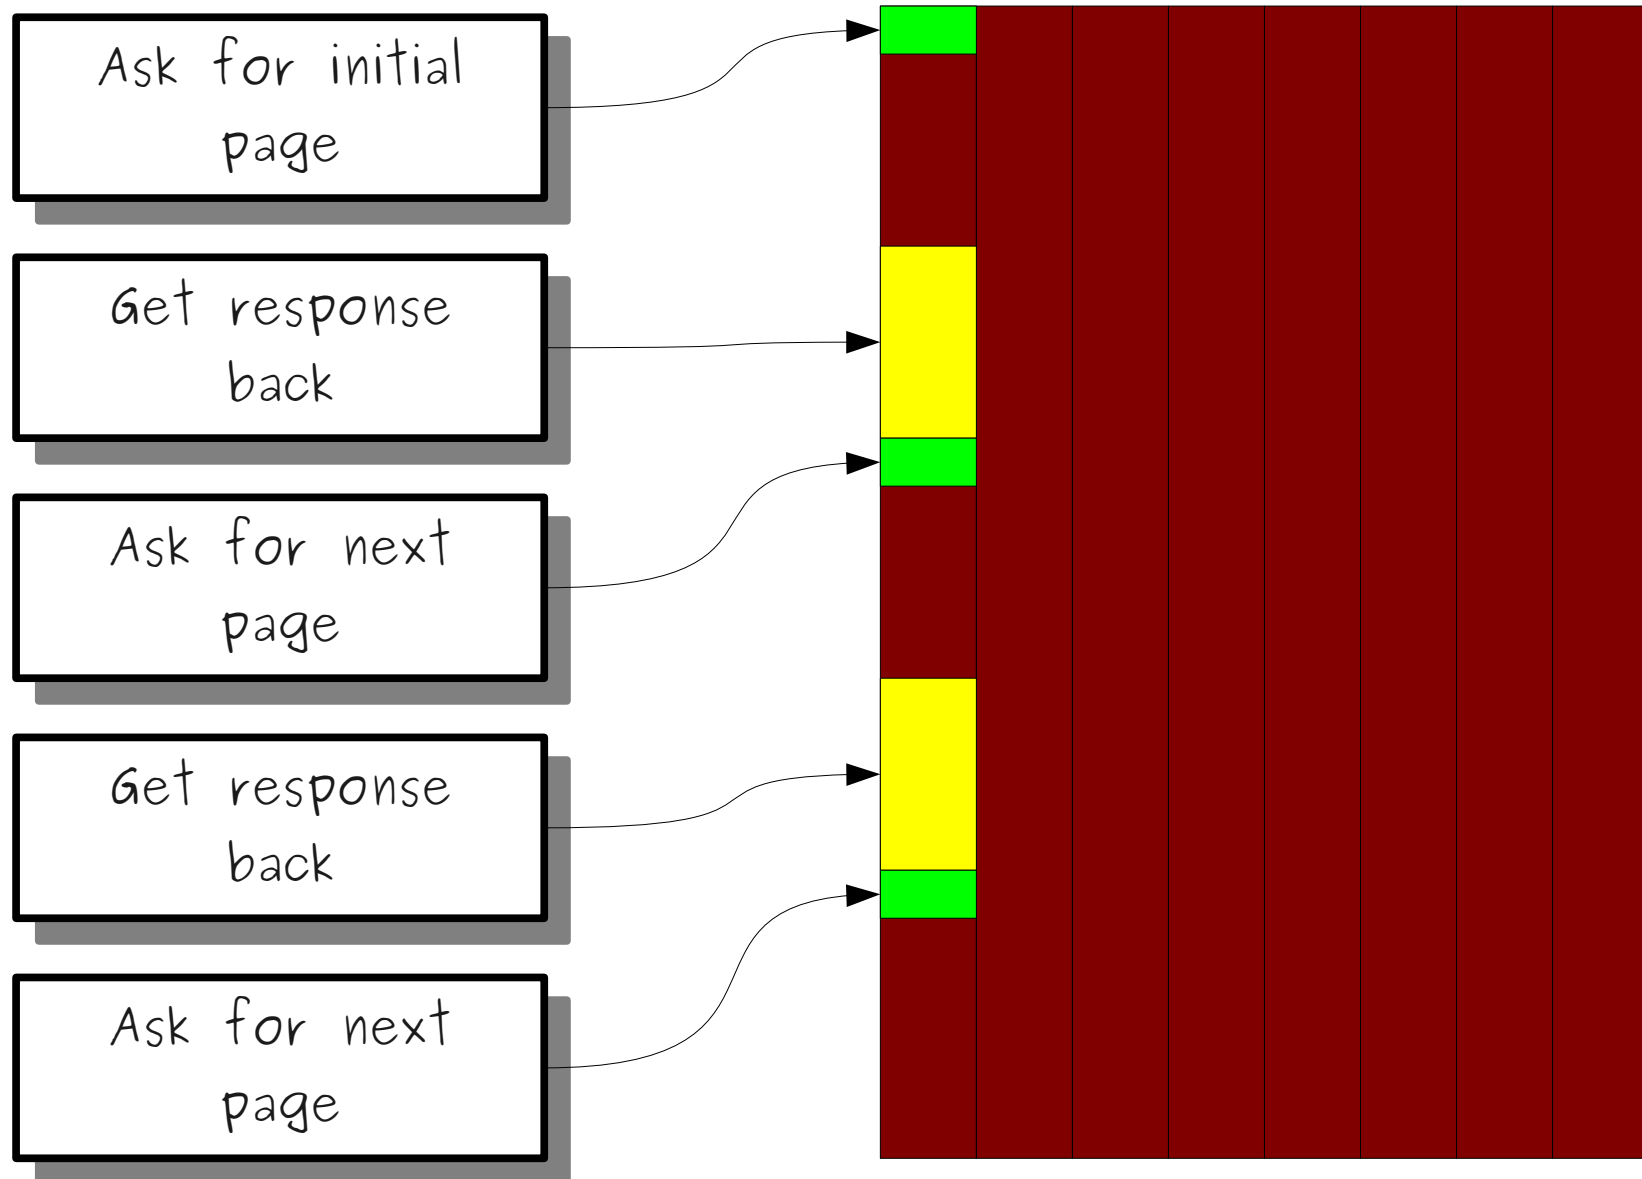 Ask for initial
page
Get response
back
Ask for next
page
Get response
back
Ask for next
page